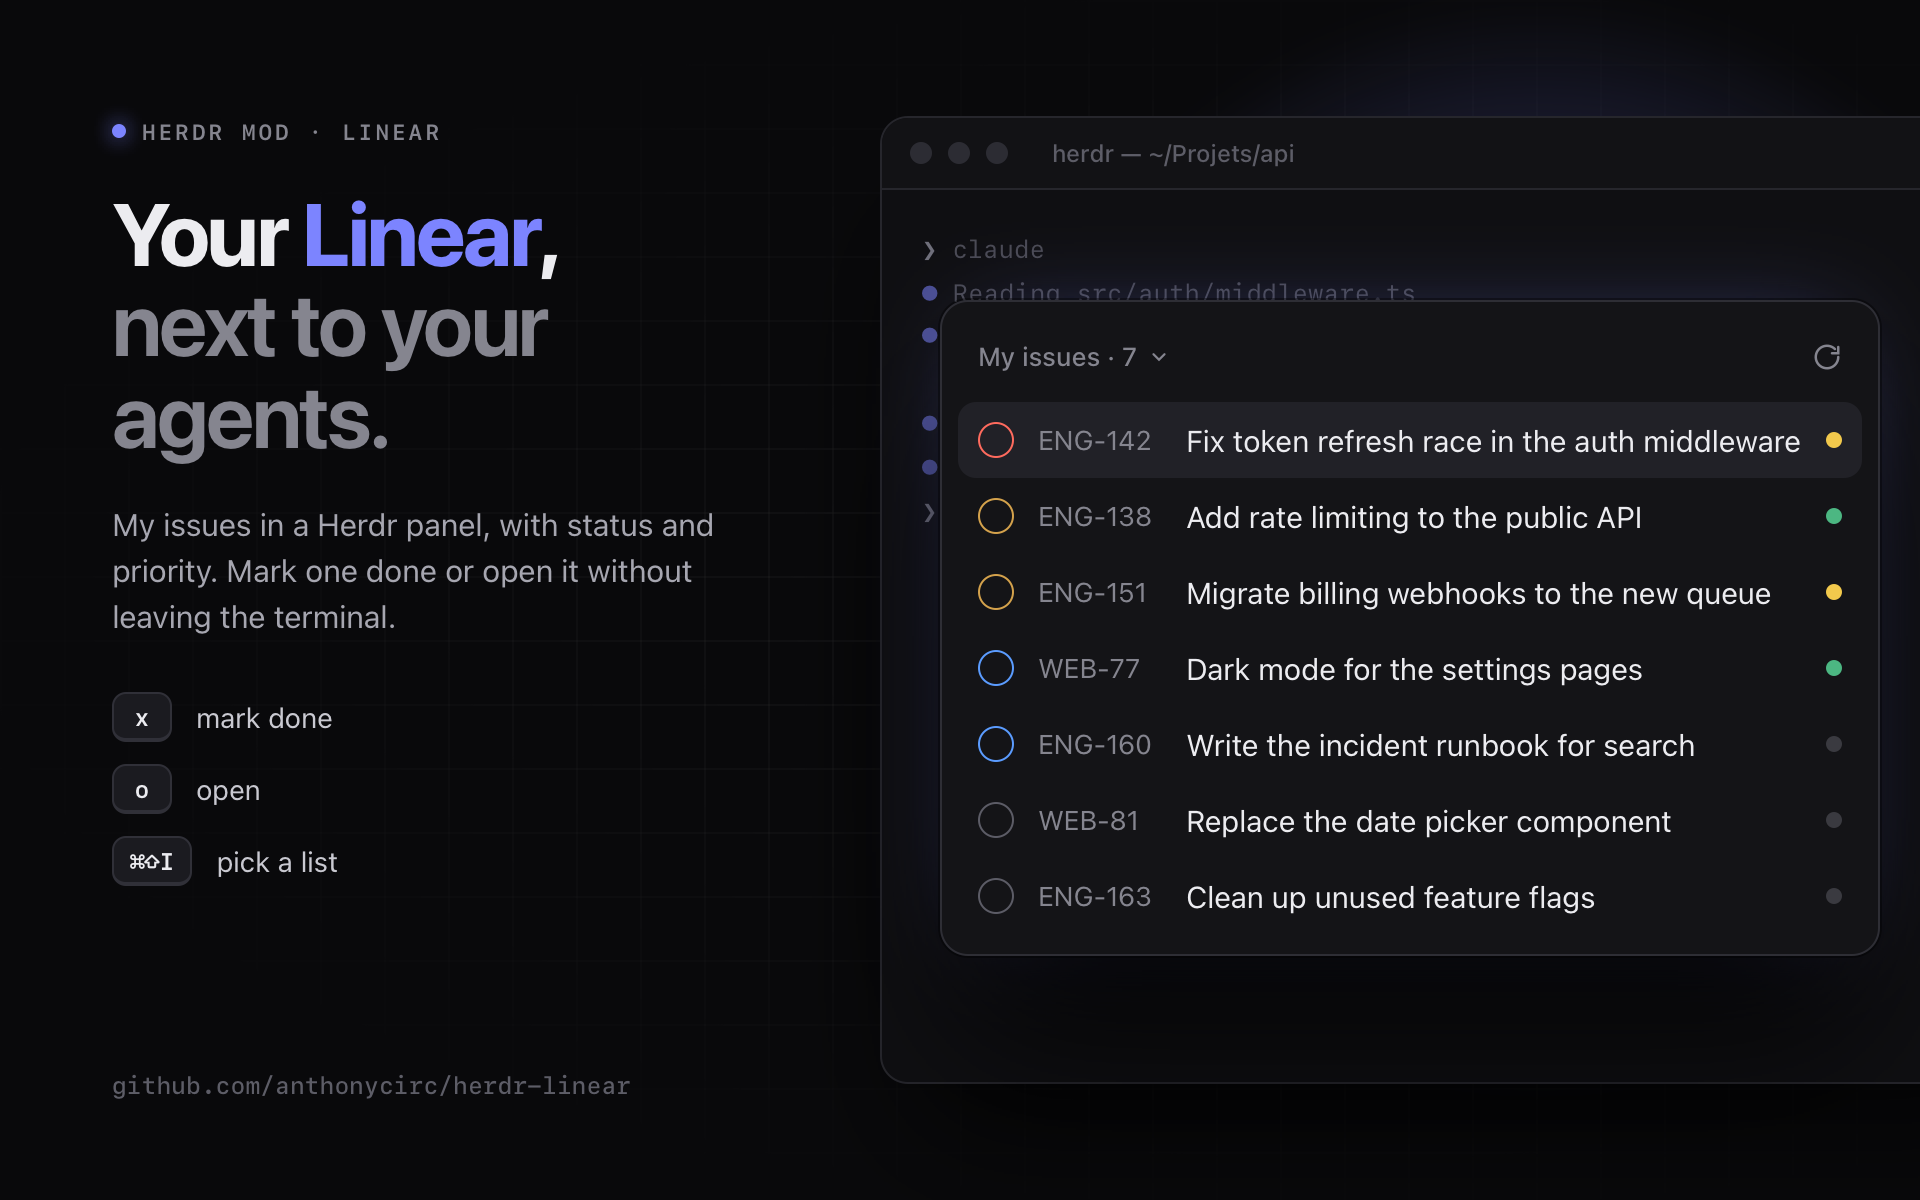 HERDR MOD · LINEAR
Your Linear,
next to your
agents.
My issues in a Herdr panel, with status and
priority. Mark one done or open it without
leaving the terminal.
x mark done
o open
⌘⇧I pick a list
github.com/anthonycirc/herdr-linear
herdr — ~/Projets/api
❯ claude
Reading src/auth/middleware.ts
❯
My issues · 7
ENG-142 Fix token refresh race in the auth middleware
ENG-138 Add rate limiting to the public API
ENG-151 Migrate billing webhooks to the new queue
WEB-77 Dark mode for the settings pages
ENG-160 Write the incident runbook for search
WEB-81 Replace the date picker component
ENG-163 Clean up unused feature flags